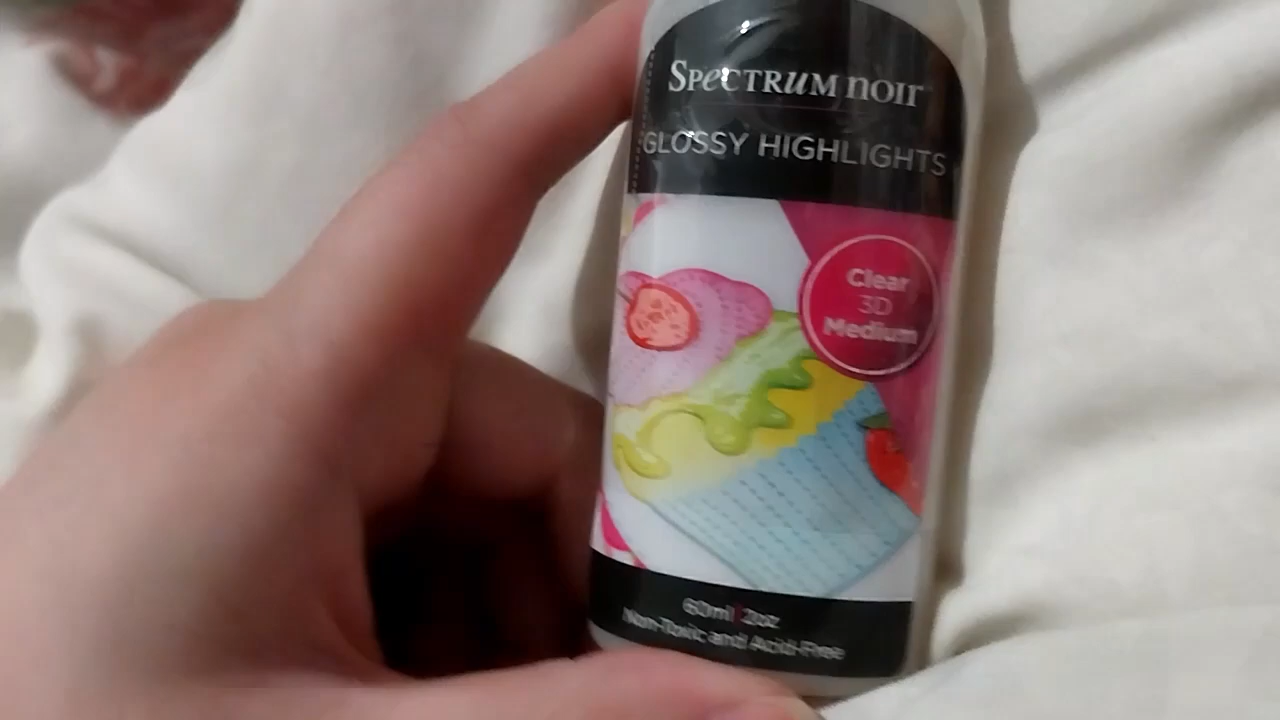 SPeCTRuM noir
GLOSSY HIGHLIGHTS
Clear
3D
Medium
60ml 2oz
Non-Toxic and Acid-Free